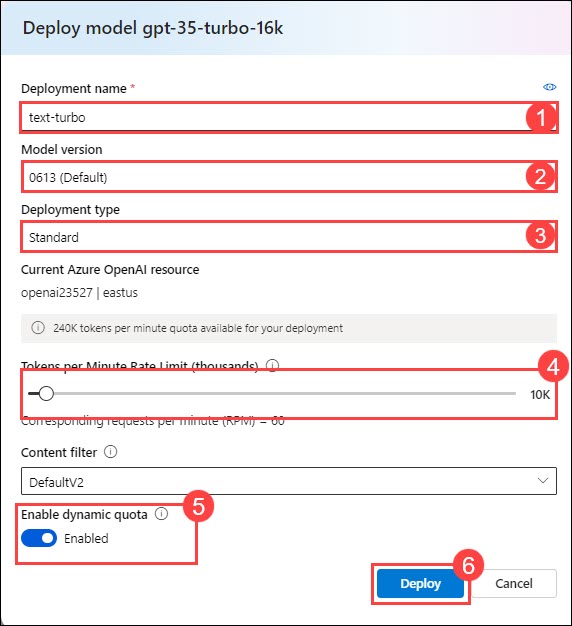 Deploy model gpt-35-turbo-16k
Deployment name *
text-turbo
1
Model version
0613 (Default)
2
Deployment type
Standard
3
Current Azure OpenAI resource
openai23527 | eastus
240K tokens per minute quota available for your deployment
Tokens per Minute Rate Limit (thousands)
4
10K
Corresponding requests per minute (RPM) = 60
Content filter
DefaultV2
Enable dynamic quota
5
Enabled
6
Deploy Cancel